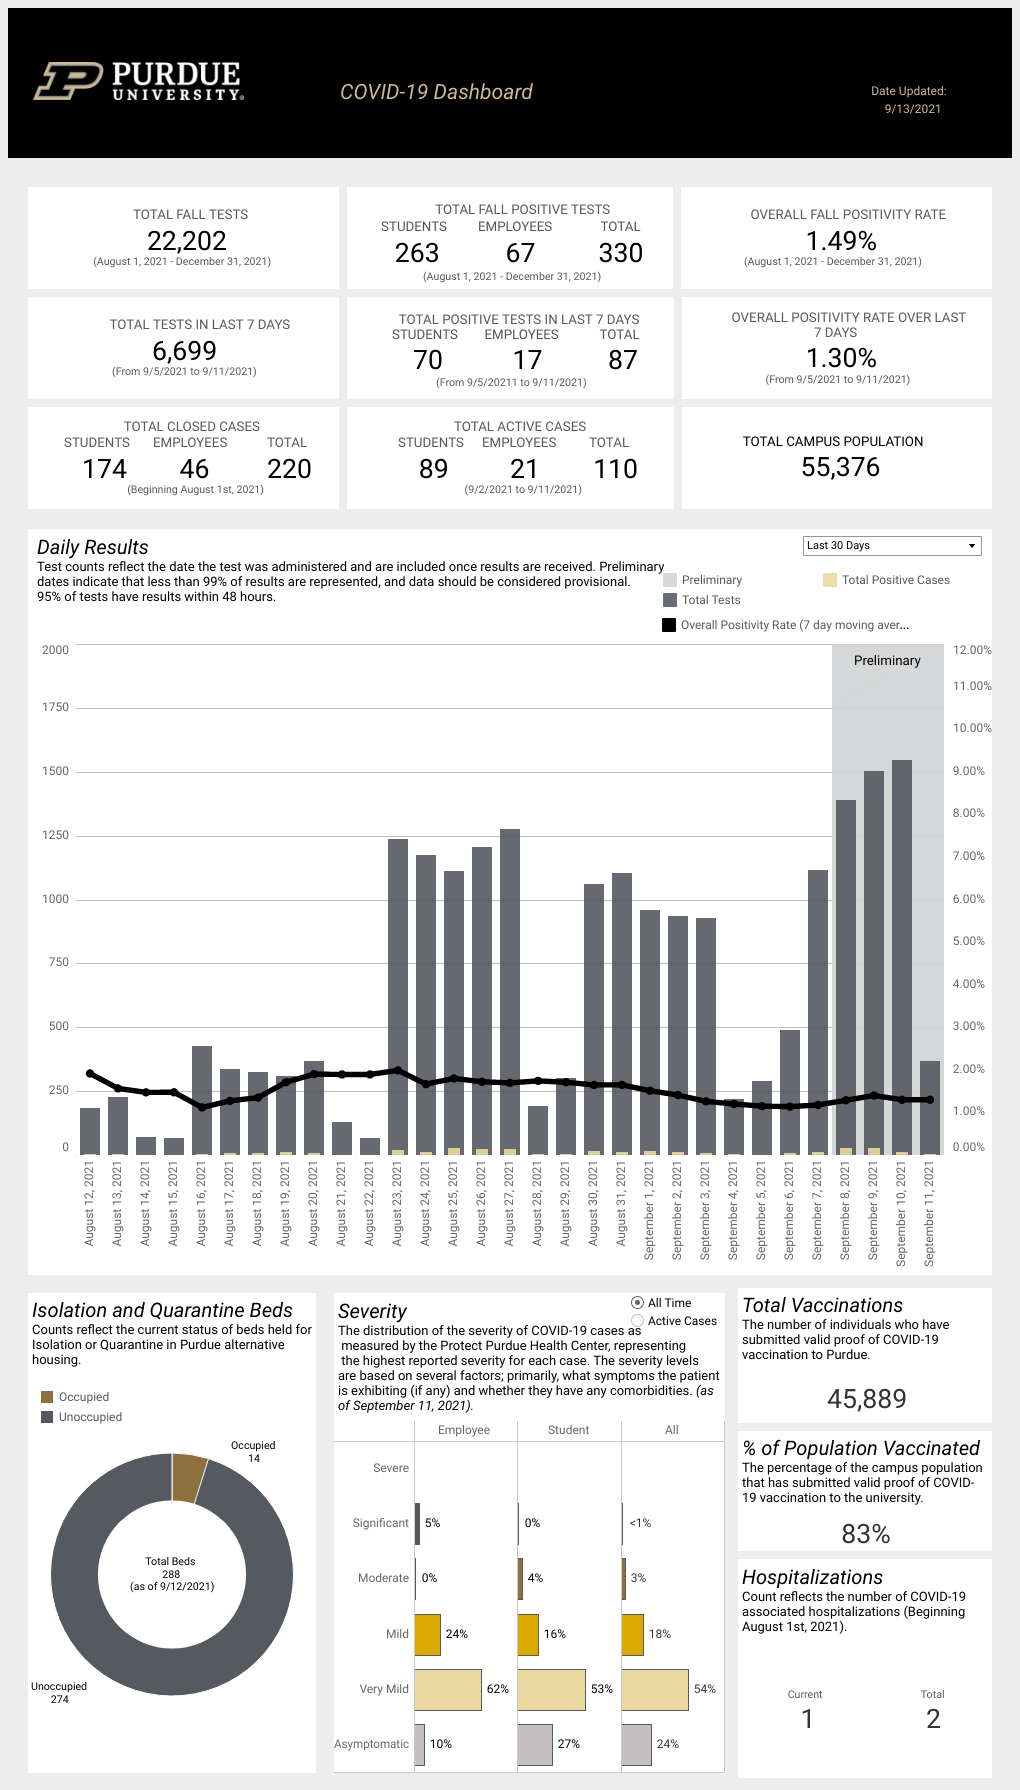 PURDUE
UNIVERSITY®
COVID-19 Dashboard
Date Updated:
9/13/2021
TOTAL FALL TESTS
22,202
(August 1, 2021 - December 31, 2021)
TOTAL FALL POSITIVE TESTS
STUDENTS EMPLOYEES TOTAL
263 67 330
(August 1, 2021 - December 31, 2021)
OVERALL FALL POSITIVITY RATE
1.49%
(August 1, 2021 - December 31, 2021)
TOTAL TESTS IN LAST 7 DAYS
6,699
(From 9/5/2021 to 9/11/2021)
TOTAL POSITIVE TESTS IN LAST 7 DAYS
STUDENTS EMPLOYEES TOTAL
70 17 87
(From 9/5/20211 to 9/11/2021)
OVERALL POSITIVITY RATE OVER LAST
7 DAYS
1.30%
(From 9/5/2021 to 9/11/2021)
TOTAL CLOSED CASES
STUDENTS EMPLOYEES TOTAL
174 46 220
(Beginning August 1st, 2021)
TOTAL ACTIVE CASES
STUDENTS EMPLOYEES TOTAL
89 21 110
(9/2/2021 to 9/11/2021)
TOTAL CAMPUS POPULATION
55,376
Daily Results
Test counts reflect the date the test was administered and are included once results are received. Preliminary
dates indicate that less than 99% of results are represented, and data should be considered provisional.
95% of tests have results within 48 hours.
Last 30 Days
Preliminary
Total Positive Cases
Total Tests
Overall Positivity Rate (7 day moving aver...
Preliminary
2000
1750
1500
1250
1000
750
500
250
0
12.00%
11.00%
10.00%
9.00%
8.00%
7.00%
6.00%
5.00%
4.00%
3.00%
2.00%
1.00%
0.00%
August 12, 2021
August 13, 2021
August 14, 2021
August 15, 2021
August 16, 2021
August 17, 2021
August 18, 2021
August 19, 2021
August 20, 2021
August 21, 2021
August 22, 2021
August 23, 2021
August 24, 2021
August 25, 2021
August 26, 2021
August 27, 2021
August 28, 2021
August 29, 2021
August 30, 2021
August 31, 2021
September 1, 2021
September 2, 2021
September 3, 2021
September 4, 2021
September 5, 2021
September 6, 2021
September 7, 2021
September 8, 2021
September 9, 2021
September 10, 2021
September 11, 2021
Isolation and Quarantine Beds
Counts reflect the current status of beds held for
Isolation or Quarantine in Purdue alternative
housing.
Occupied
Unoccupied
Occupied
14
Total Beds
288
(as of 9/12/2021)
Unoccupied
274
Severity
All Time
Active Cases
The distribution of the severity of COVID-19 cases as
measured by the Protect Purdue Health Center, representing
the highest reported severity for each case. The severity levels
are based on several factors; primarily, what symptoms the patient
is exhibiting (if any) and whether they have any comorbidities. (as
of September 11, 2021).
Employee Student All
Severe
Significant 5% 0% <1%
Moderate 0% 4% 3%
Mild 24% 16% 18%
Very Mild 62% 53% 54%
Asymptomatic 10% 27% 24%
Total Vaccinations
The number of individuals who have
submitted valid proof of COVID-19
vaccination to Purdue.
45,889
% of Population Vaccinated
The percentage of the campus population
that has submitted valid proof of COVID-
19 vaccination to the university.
83%
Hospitalizations
Count reflects the number of COVID-19
associated hospitalizations (Beginning
August 1st, 2021).
Current Total
1 2